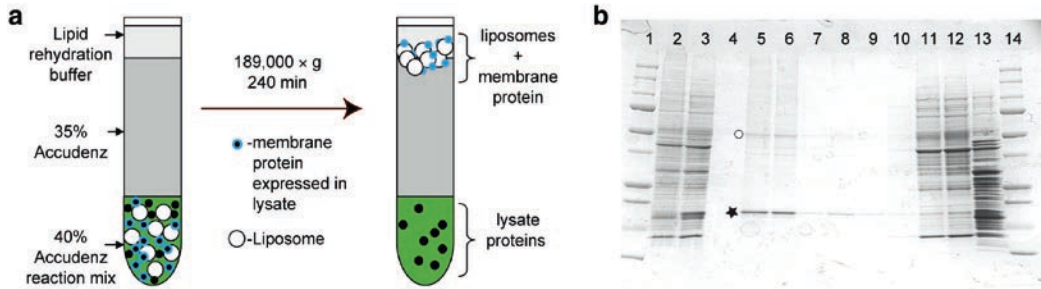 a
Lipid
rehydration
buffer
35%
Accudenz
40%
Accudenz
reaction mix
189,000 × g
240 min
-membrane
protein
expressed in
lysate
-Liposome
liposomes
+
membrane
protein
lysate
proteins
b
1 2 3 4 5 6 7 8 9 10 11 12 13 14